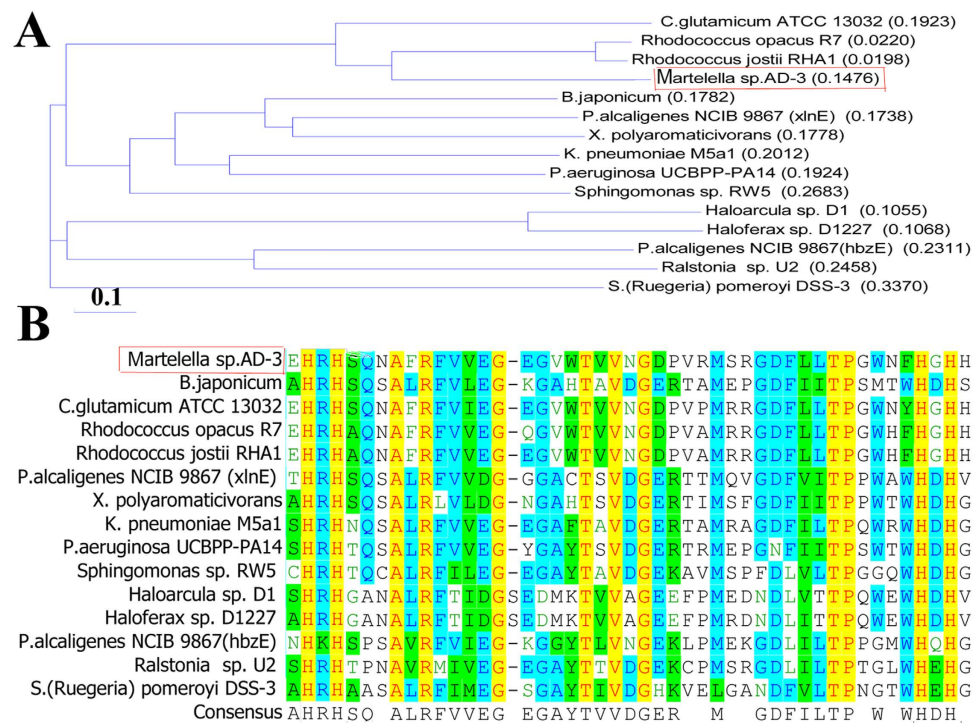 A
C.glutamicum ATCC 13032 (0.1923)
Rhodococcus opacus R7 (0.0220)
Rhodococcus jostii RHA1 (0.0198)
Martelella sp.AD-3 (0.1476)
B.japonicum (0.1782)
P.alcaligenes NCIB 9867 (xlnE) (0.1738)
X. polyaromaticivorans (0.1778)
K. pneumoniae M5a1 (0.2012)
P.aeruginosa UCBPP-PA14 (0.1924)
Sphingomonas sp. RW5 (0.2683)
Haloarcula sp. D1 (0.1055)
Haloferax sp. D1227 (0.1068)
P.alcaligenes NCIB 9867(hbzE) (0.2311)
Ralstonia sp. U2 (0.2458)
S.(Ruegeria) pomeroyi DSS-3 (0.3370)
0.1
B
Martelella sp.AD-3 EHRHSQNAFRFVVEG-EGVWTVVNGDPVRMSRGDFLLTPGWNFHGHH
B.japonicum AHRHSQSALRFVLEG-KGAHTAVDGERTAMEPGDFIITPSMTWHDHS
C.glutamicum ATCC 13032 EHRHSQNAFRFVIEG-EGVWTVVNGDPVPMRRGDFLLTPGWNYHGHH
Rhodococcus opacus R7 EHRHAQNAFRFVVEG-QGVWTVVNGDPVAMRRGDFLLTPGWHFHGHH
Rhodococcus jostii RHA1 EHRHAQNAFRFVVEG-EGVWTVVNGDPVAMRRGDFLLTPGWHFHGHH
P.alcaligenes NCIB 9867 (xlnE) THRHSQSALRFVVDG-GGACTSVDGERTTMQVGDFVITPPWAWHDHV
X. polyaromaticivorans AHRHSQSALRLVLDG-NGAHTSVDGERTIMSFGDFIITPPWTWHDHG
K. pneumoniae M5a1 SHRHNQSALRFVVEG-EGAFTAVDGERTAMRAGDFILTPQWRWHDHG
P.aeruginosa UCBPP-PA14 SHRHTQSALRFVVEG-YGAYTSVDGERTRMEPGNFIITPSWTWHDHG
Sphingomonas sp. RW5 CHRHTQCALRFILEG-EGAYTAVDGEKAVMSPFDLVLTPGGQWHDHG
Haloarcula sp. D1 SHRHGANALRFTIDGSEDMKTVVAGEEFPMEDNDLVTTPQWEWHDHV
Haloferax sp. D1227 AHRHGANALRFTIDGSEDMKTVVAGEEFPMRDNDLITTPQWEWHDHV
P.alcaligenes NCIB 9867(hbzE) NHKHSPSAVRFIVEG-KGGYTLVNGEKLPMEKGDLILTPPGMWHQHG
Ralstonia sp. U2 SHRHTPNAVRMIVEG-EGAYTTVDGEKCPMSRGDLILTPTGLWHEHG
S.(Ruegeria) pomeroyi DSS-3 AHRHAASALRFIMEG-SGAYTIVDGHKVELGANDFVLTPNGTWHEHG
Consensus AHRHSQ ALRFVVEG EGAYTVVDGER M GDFILTP W WHDH